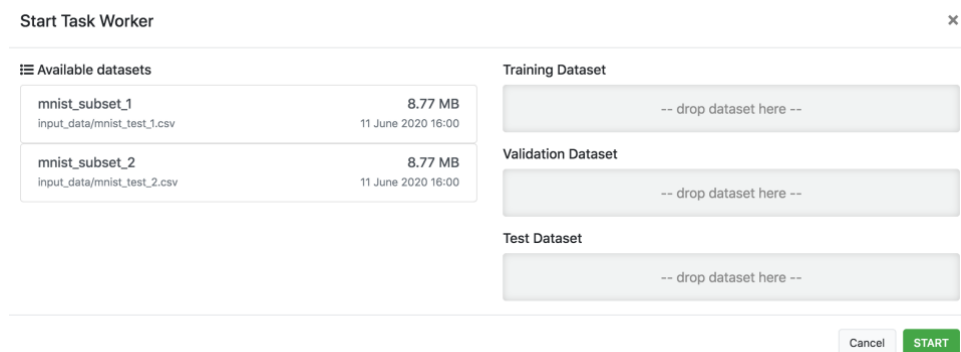 Start Task Worker ×
Available datasets
mnist_subset_1 8.77 MB
input_data/mnist_test_1.csv 11 June 2020 16:00
mnist_subset_2 8.77 MB
input_data/mnist_test_2.csv 11 June 2020 16:00
Training Dataset
-- drop dataset here --
Validation Dataset
-- drop dataset here --
Test Dataset
-- drop dataset here --
Cancel START